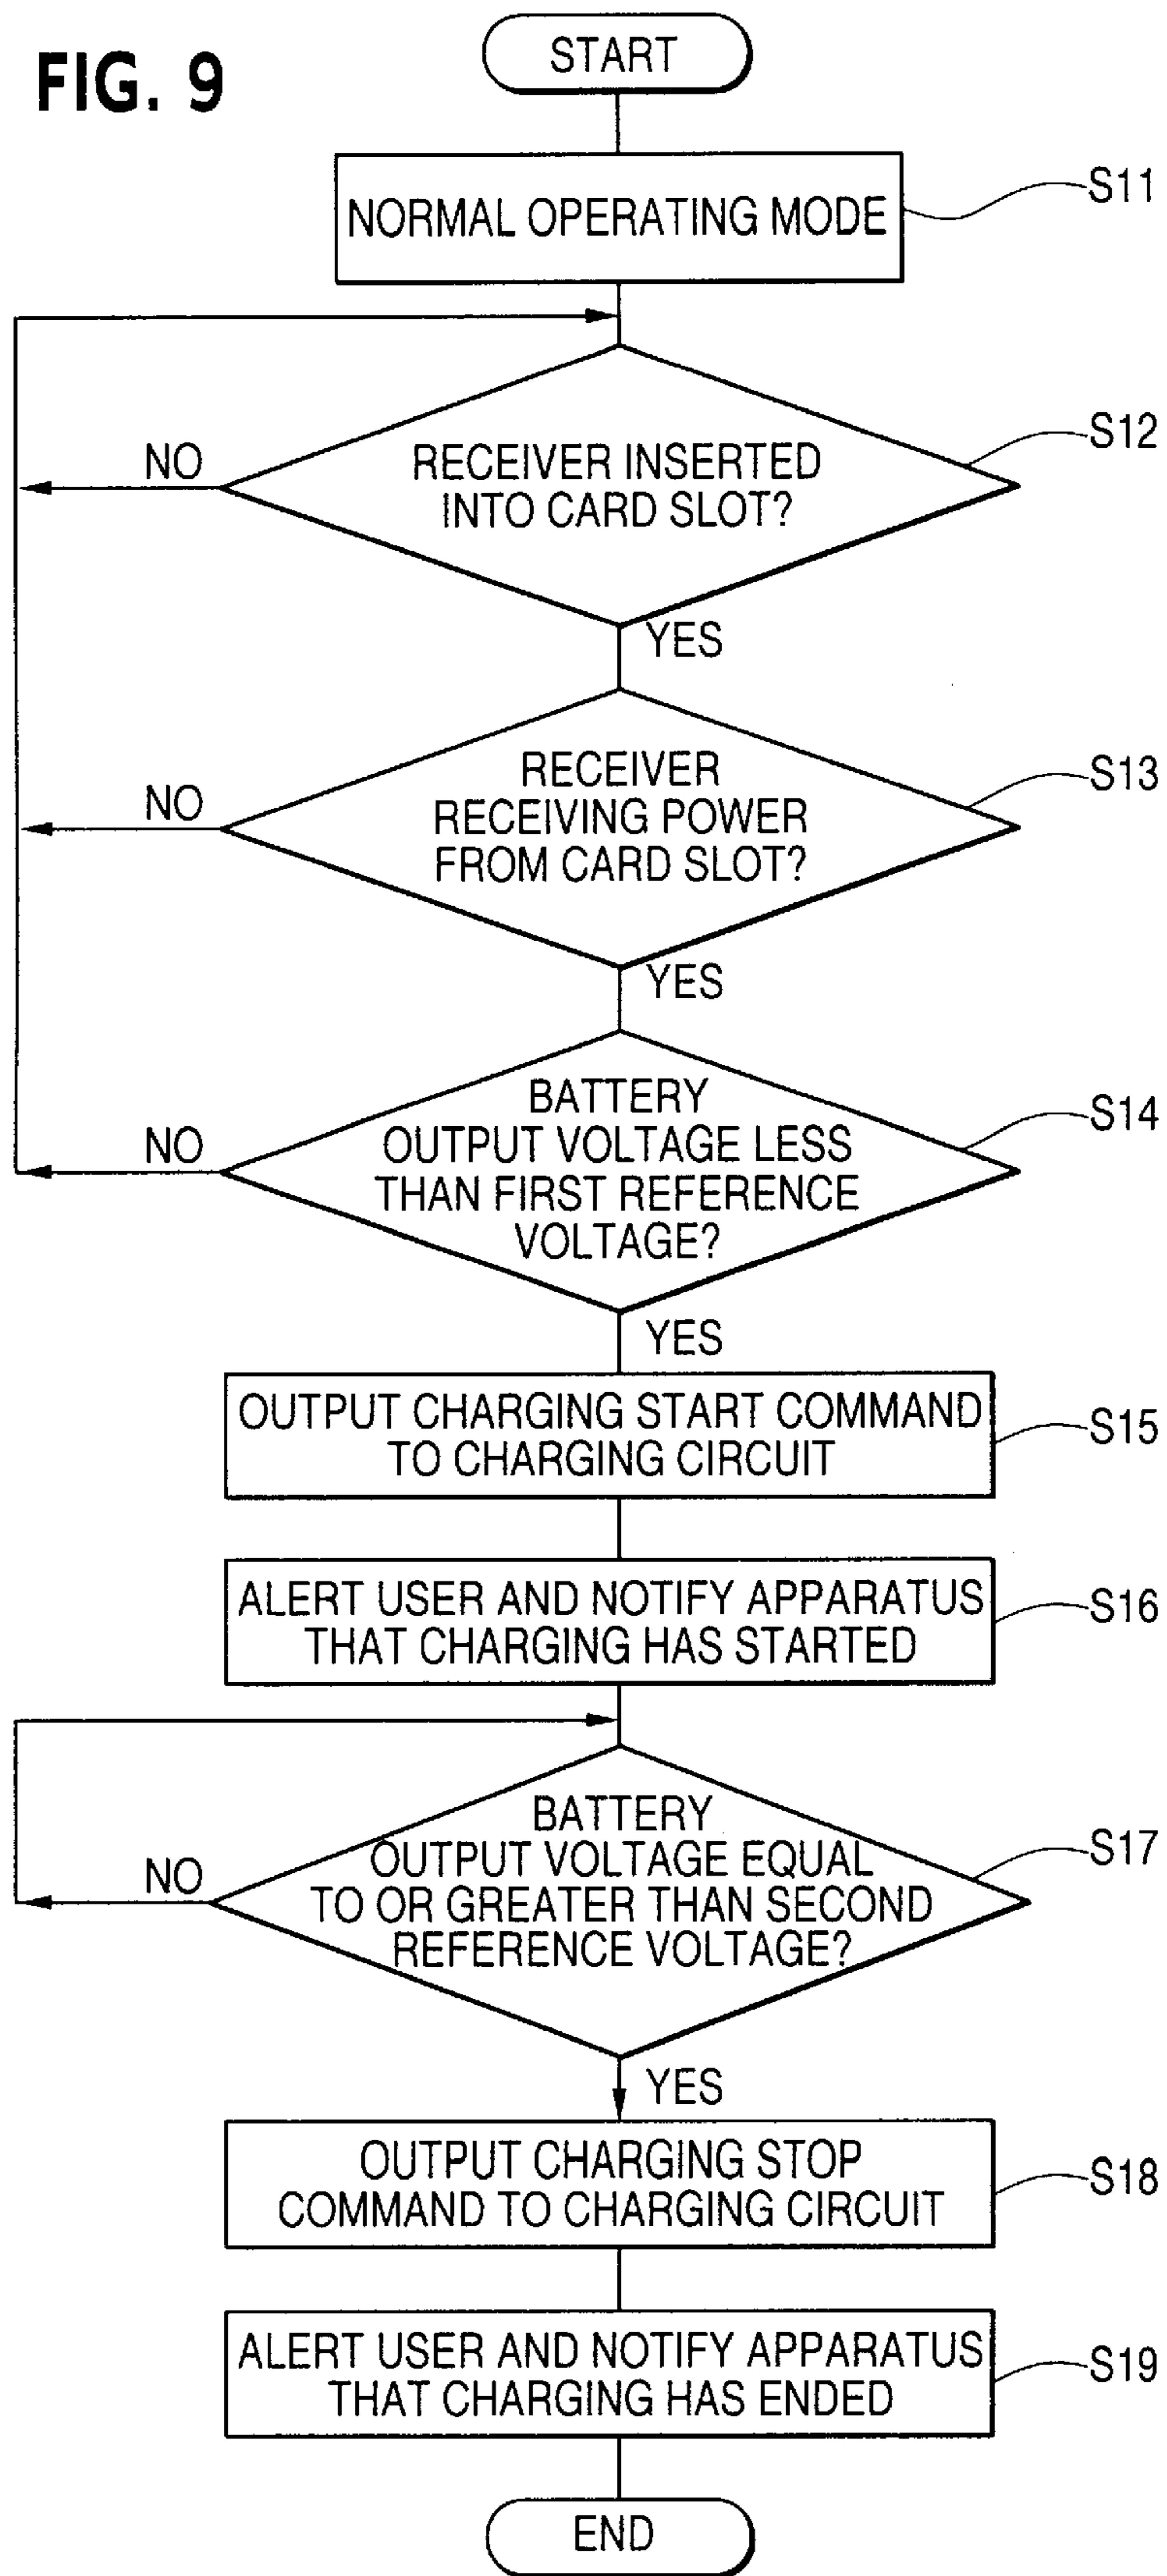 FIG. 9
START
NORMAL OPERATING MODE
S11
RECEIVER INSERTED
INTO CARD SLOT?
S12
NO
YES
RECEIVER
RECEIVING POWER
FROM CARD SLOT?
S13
NO
YES
BATTERY
OUTPUT VOLTAGE LESS
THAN FIRST REFERENCE
VOLTAGE?
S14
NO
YES
OUTPUT CHARGING START COMMAND
TO CHARGING CIRCUIT
S15
ALERT USER AND NOTIFY APPARATUS
THAT CHARGING HAS STARTED
S16
BATTERY
OUTPUT VOLTAGE EQUAL
TO OR GREATER THAN SECOND
REFERENCE VOLTAGE?
S17
NO
YES
OUTPUT CHARGING STOP
COMMAND TO CHARGING CIRCUIT
S18
ALERT USER AND NOTIFY APPARATUS
THAT CHARGING HAS ENDED
S19
END